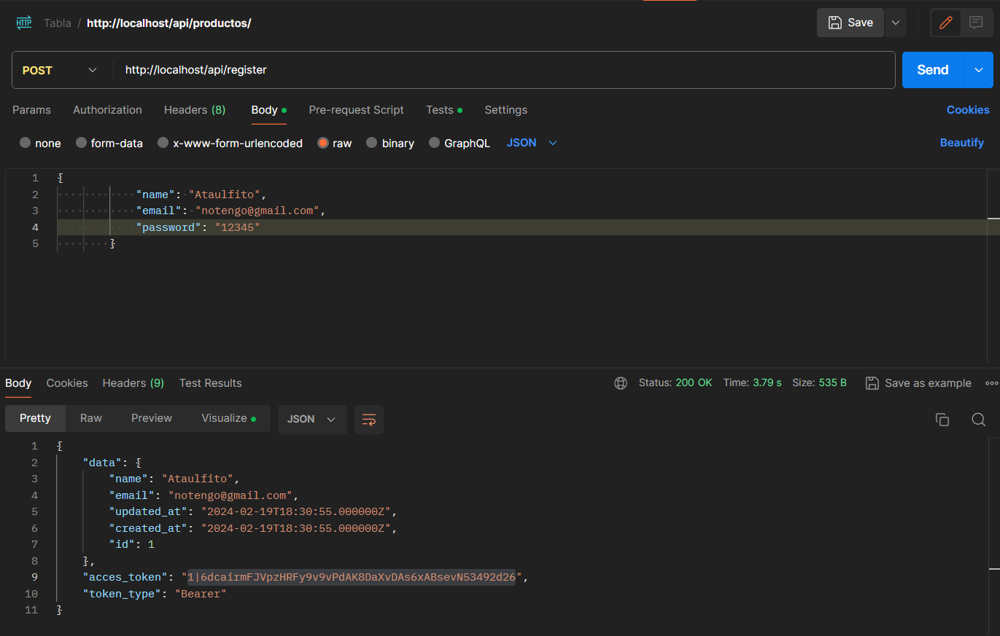 HTTP Tabla / http://localhost/api/productos/ Save
POST http://localhost/api/register Send
Params Authorization Headers (8) Body Pre-request Script Tests Settings Cookies
none form-data x-www-form-urlencoded raw binary GraphQL JSON Beautify
1 {
2 "name": "Ataulfito",
3 "email": "notengo@gmail.com",
4 "password": "12345"
5 }
Body Cookies Headers (9) Test Results Status: 200 OK Time: 3.79 s Size: 535 B Save as example
Pretty Raw Preview Visualize JSON
1 {
2 "data": {
3 "name": "Ataulfito",
4 "email": "notengo@gmail.com",
5 "updated_at": "2024-02-19T18:30:55.000000Z",
6 "created_at": "2024-02-19T18:30:55.000000Z",
7 "id": 1
8 },
9 "acces_token": "1|6dcairmFJVpzHRFy9v9vPdAK8DaXvDAs6xABsevN53492d26",
10 "token_type": "Bearer"
11 }